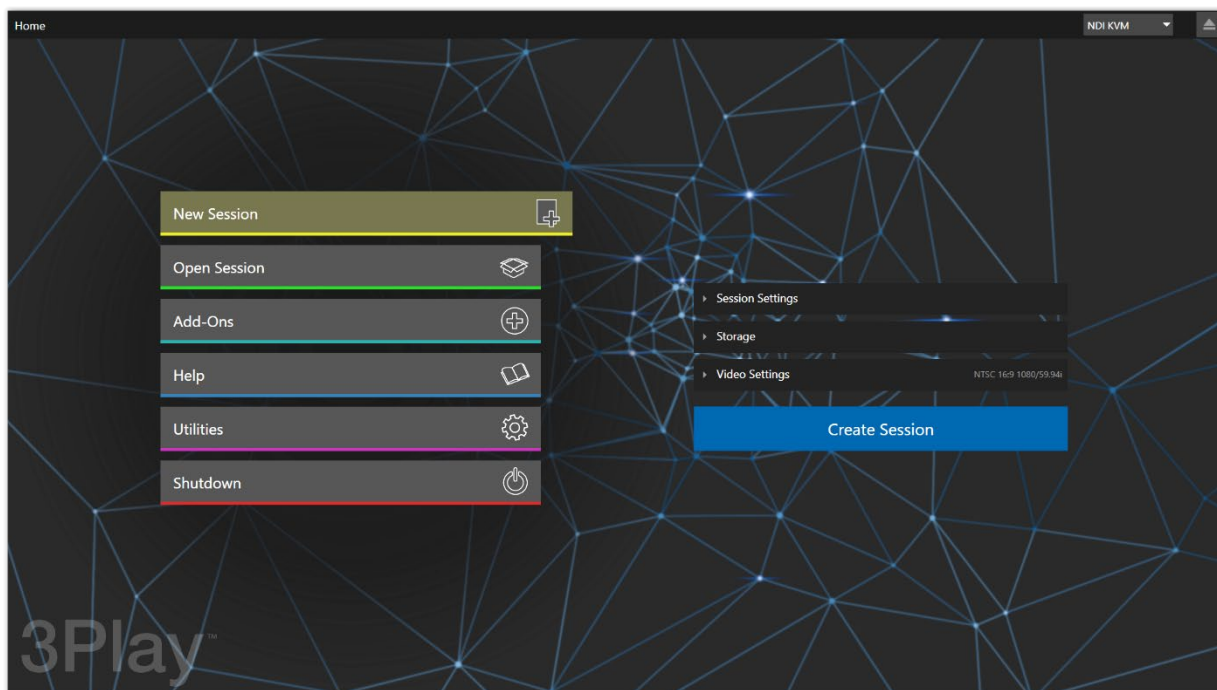 Home
NDI KVM
New Session
Open Session
Add-Ons
Help
Utilities
Shutdown
Session Settings
Storage
Video Settings
NTSC 16:9 1080/59.94i
Create Session
3Play™